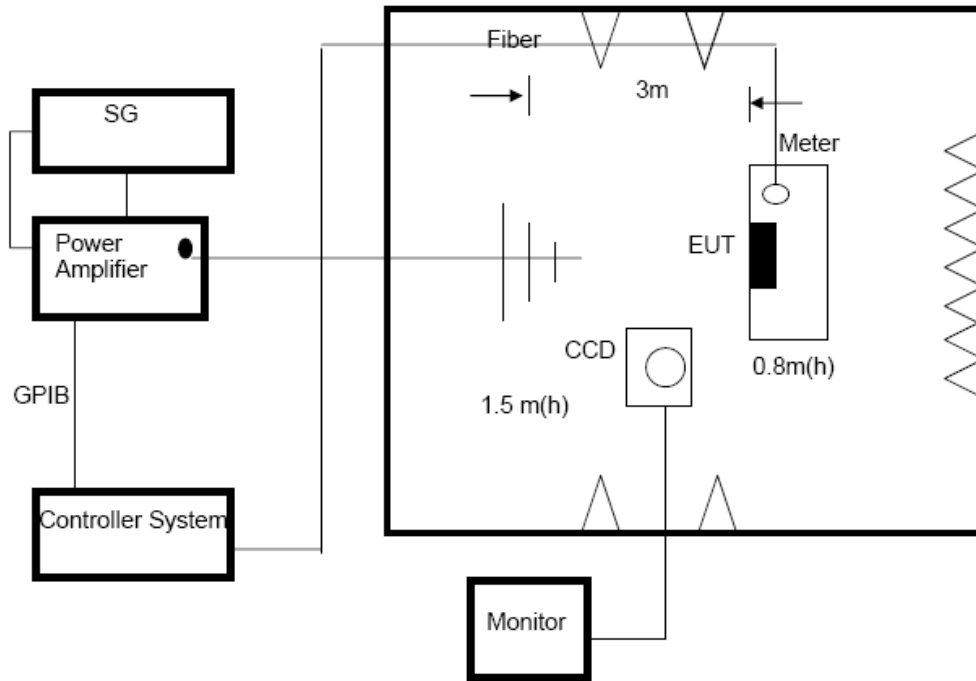 Fiber
3m
SG
Meter
Power
Amplifier
EUT
CCD
0.8m(h)
GPIB
1.5 m(h)
Controller System
Monitor